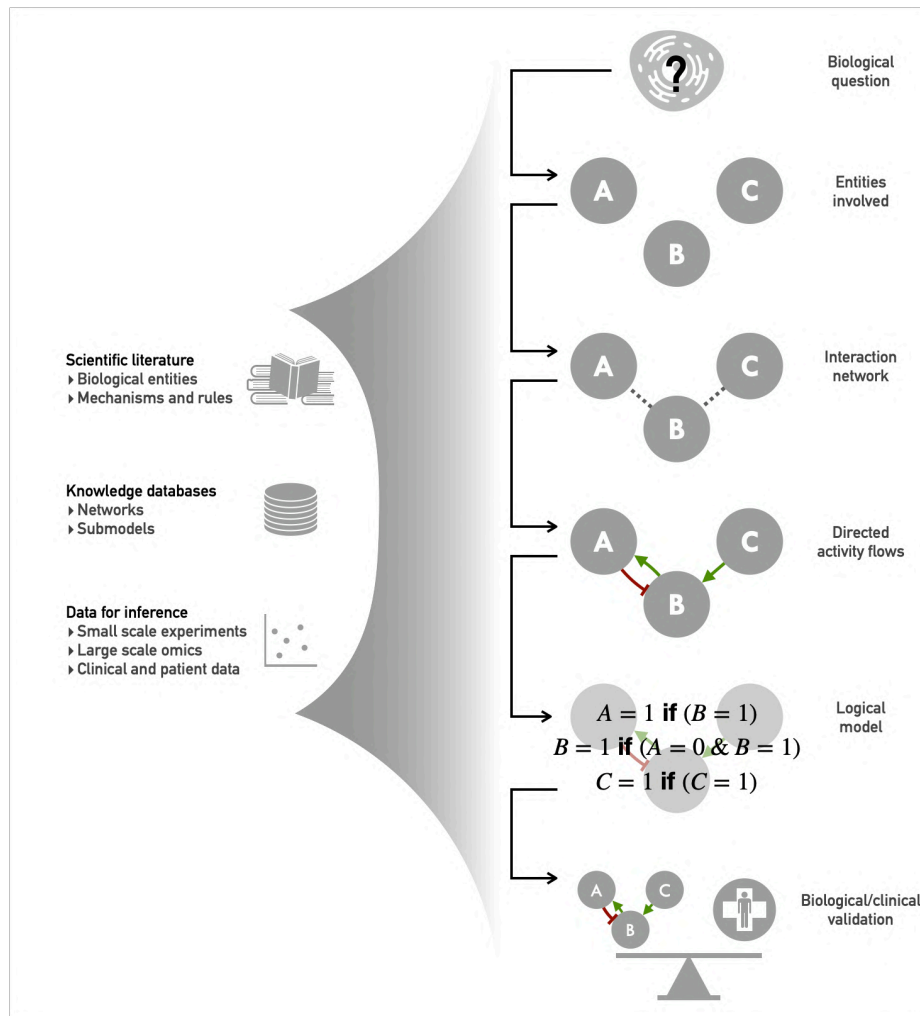 ?
Biological
question
A
C
B
Entities
involved
Scientific literature
▸ Biological entities
▸ Mechanisms and rules
Knowledge databases
▸ Networks
▸ Submodels
Data for inference
▸ Small scale experiments
▸ Large scale omics
▸ Clinical and patient data
A
C
B
Interaction
network
A
C
B
Directed
activity flows
A = 1 if (B = 1)
B = 1 if (A = 0 & B = 1)
C = 1 if (C = 1)
Logical
model
A
C
B
Biological/clinical
validation